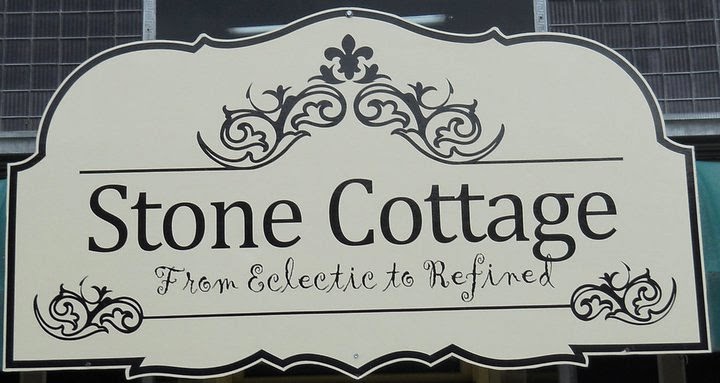 Stone Cottage
From Eclectic to Refined